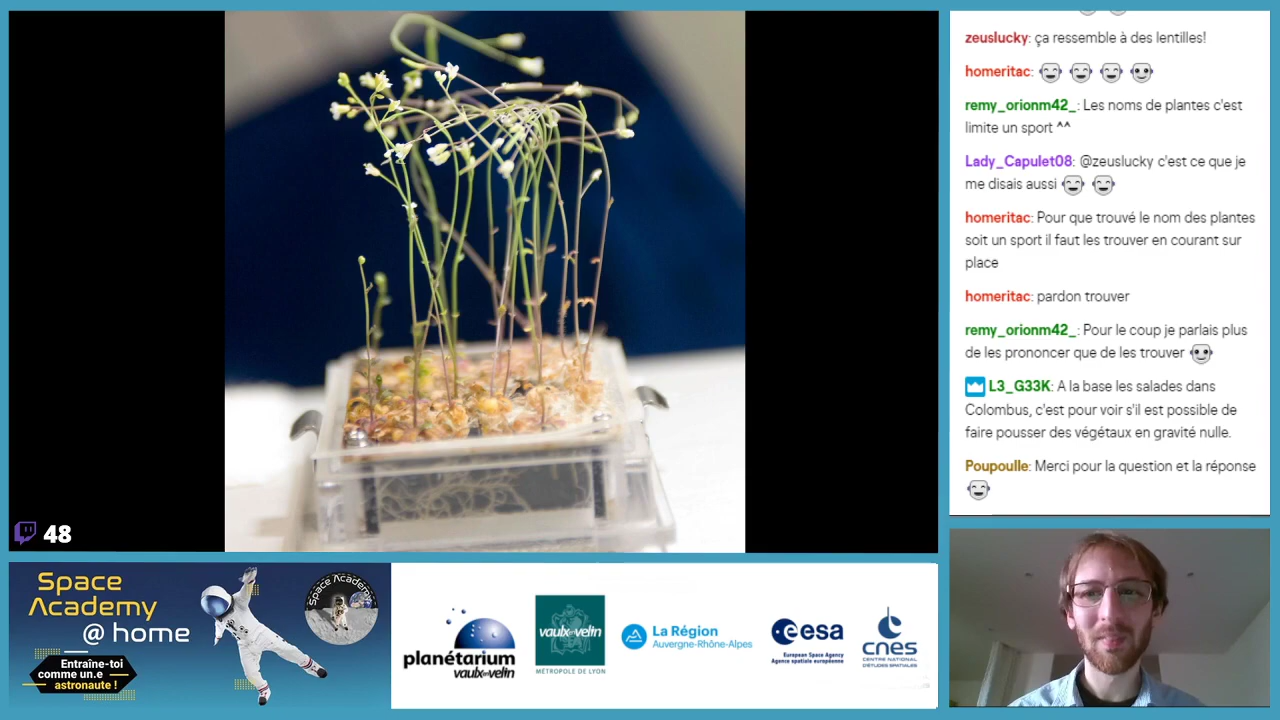 zeuslucky: ça ressemble à des lentilles!
homeritac:
remy_orionm42_: Les noms de plantes c'est
limite un sport ^^
Lady_Capulet08: @zeuslucky c'est ce que je
me disais aussi
homeritac: Pour que trouvé le nom des plantes
soit un sport il faut les trouver en courant sur
place
homeritac: pardon trouver
remy_orionm42_: Pour le coup je parlais plus
de les prononcer que de les trouver
L3_G33K: A la base les salades dans
Colombus, c'est pour voir s'il est possible de
faire pousser des végétaux en gravité nulle.
Poupoulle: Merci pour la question et la réponse
48
Space
Academy
@ home
Entraîne-toi
comme un.e
astronaute !
Space Academy
planétarium
vaulx en velin
vaulx en velin
MÉTROPOLE DE LYON
La Région
Auvergne-Rhône-Alpes
esa
European Space Agency
Agence spatiale européenne
cnes
CENTRE NATIONAL
D'ÉTUDES SPATIALES